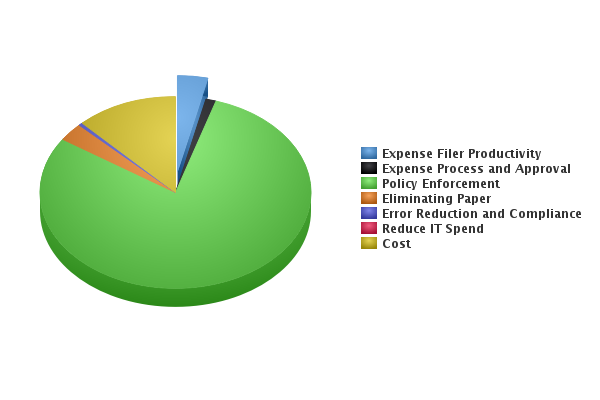 Expense Filer Productivity
Expense Process and Approval
Policy Enforcement
Eliminating Paper
Error Reduction and Compliance
Reduce IT Spend
Cost